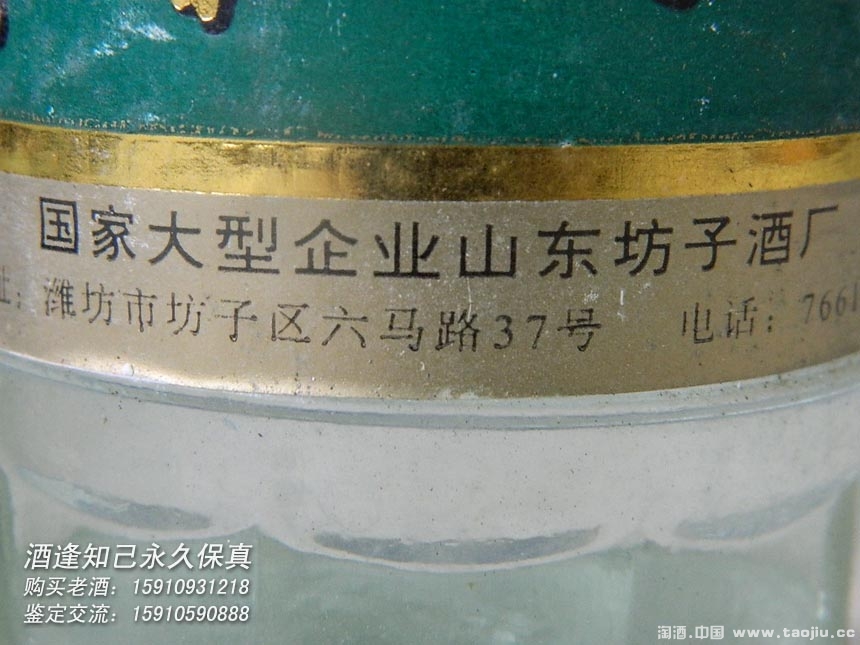 国家大型企业山东坊子酒厂
址：潍坊市坊子区六马路37号 电话：7661
酒逢知己永久保真
购买老酒：15910931218
鉴定交流：15910590888
淘酒.中国 www.taojiu.cc